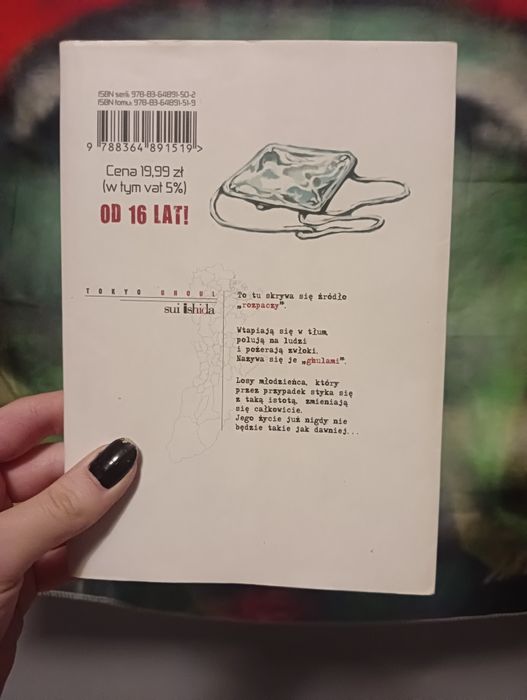 ISBN serii: 978-83-64891-50-2
ISBN tomu: 978-83-64891-51-9
9 788364 891519 >
Cena 19,99 zł
(w tym vat 5%)
OD 16 LAT!
TOKYO GHOUL
sui ishida
To tu skrywa się źródło
„rozpaczy".
Wtapiają się w tłum,
polują na ludzi
i pożerają zwłoki.
Nazywa się je „ghulami".
Losy młodzieńca, który
przez przypadek styka się
z taką istotą, zmieniają
się całkowicie.
Jego życie już nigdy nie
będzie takie jak dawniej...